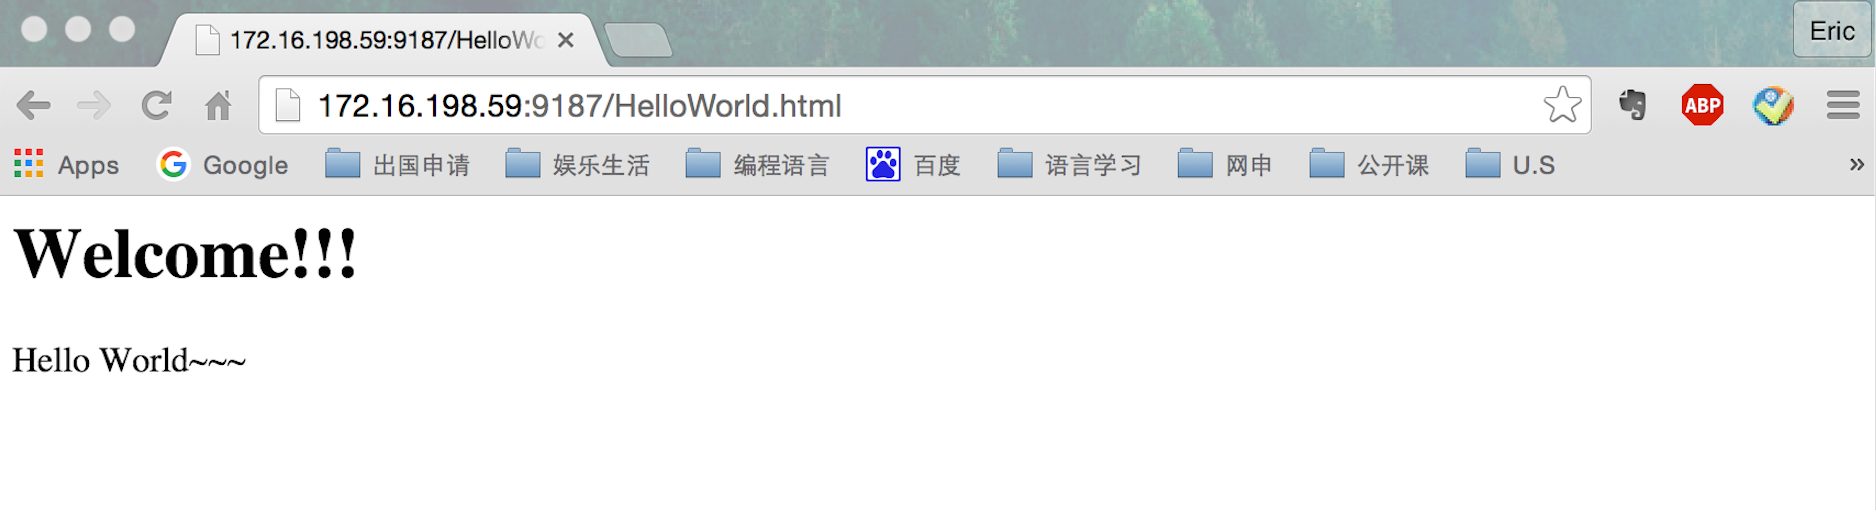 172.16.198.59:9187/HelloWo
Eric
172.16.198.59:9187/HelloWorld.html
ABP
Apps Google 出国申请 娱乐生活 编程语言 百度 语言学习 网申 公开课 U.S »
Welcome!!!
Hello World~~~